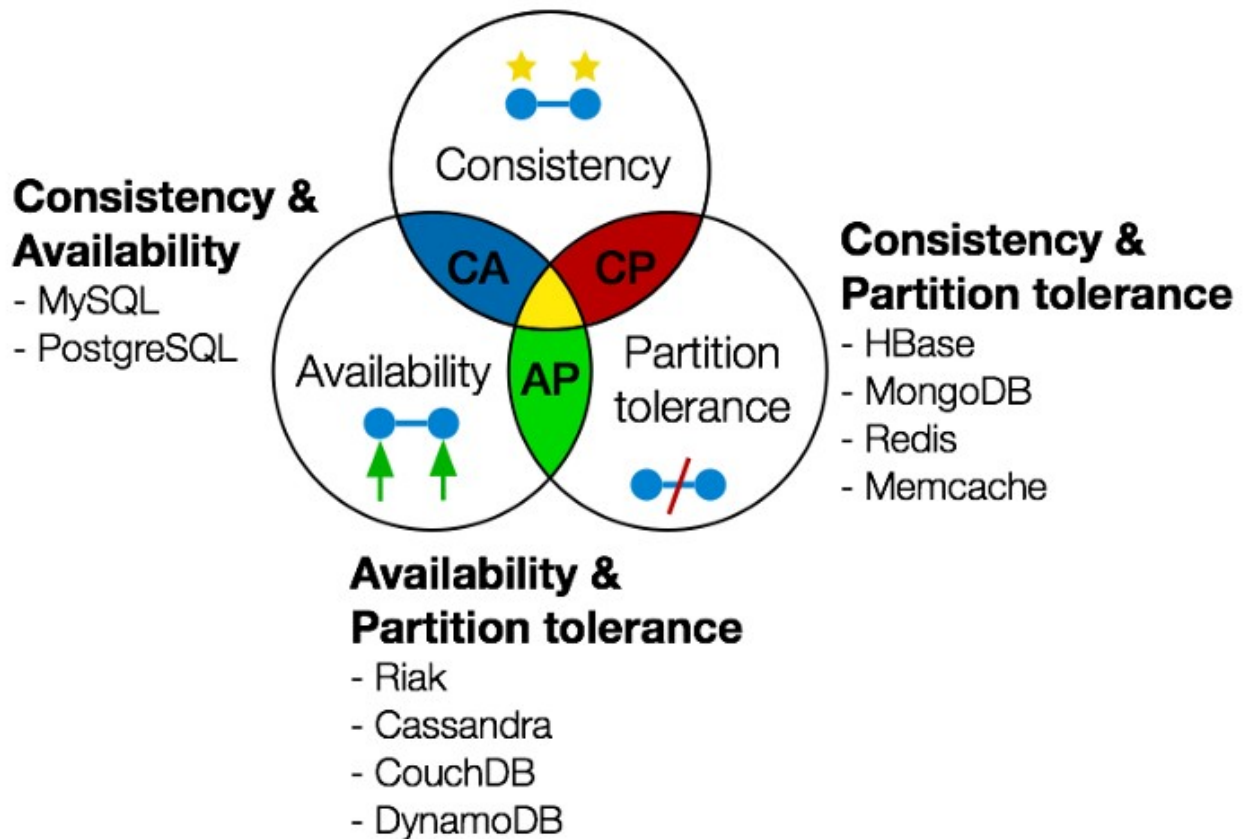 Consistency
Consistency &
Availability
- MySQL
- PostgreSQL
CA
CP
Consistency &
Partition tolerance
- HBase
- MongoDB
- Redis
- Memcache
Availability
AP
Partition
tolerance
Availability &
Partition tolerance
- Riak
- Cassandra
- CouchDB
- DynamoDB